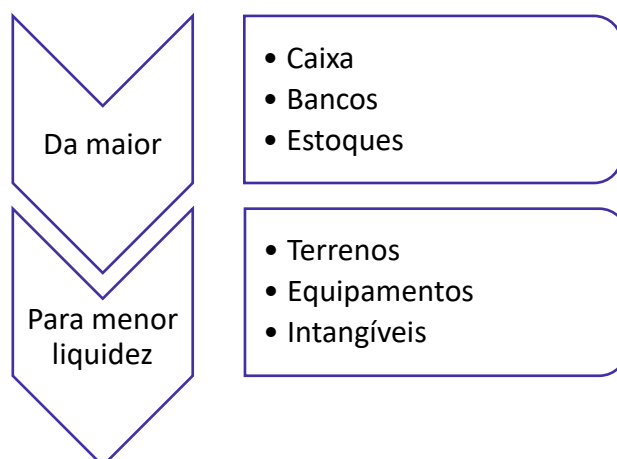 Da maior
• Caixa
• Bancos
• Estoques
Para menor
liquidez
• Terrenos
• Equipamentos
• Intangíveis